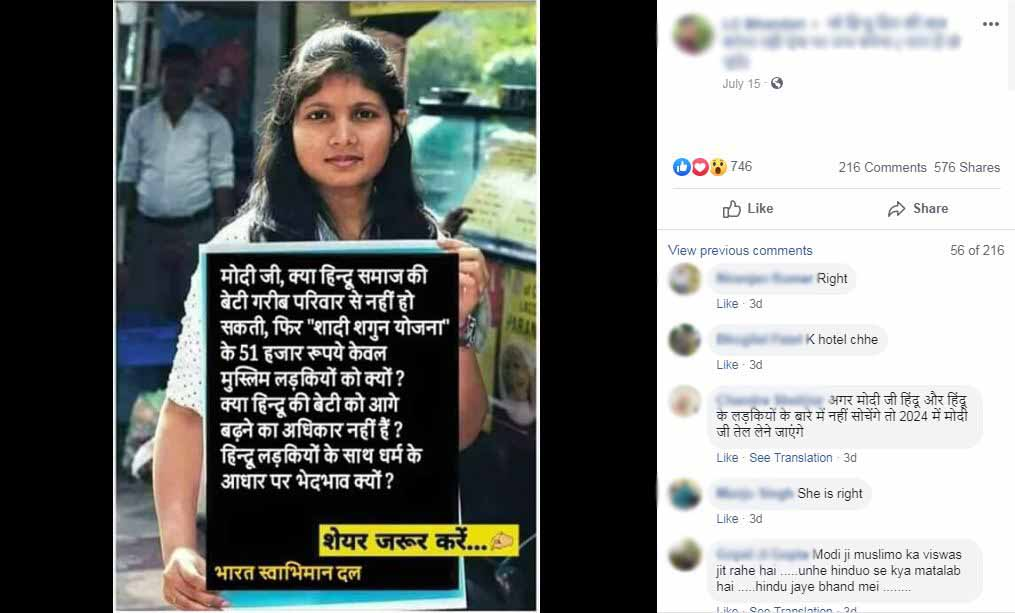 मोदी जी, क्या हिन्दू समाज की
बेटी गरीब परिवार से नहीं हो
सकती, फिर "शादी शगुन योजना"
के 51 हजार रूपये केवल
मुस्लिम लड़कियों को क्यों ?
क्या हिन्दू की बेटी को आगे
बढ़ने का अधिकार नहीं हैं ?
हिन्दू लड़कियों के साथ धर्म के
आधार पर भेदभाव क्यों ?
शेयर जरूर करें...
भारत स्वाभिमान दल
July 15
746
216 Comments 576 Shares
Like
Share
View previous comments
56 of 216
Right
Like · 3d
K hotel chhe
Like · 3d
अगर मोदी जी हिंदू और हिंदू
के लड़कियों के बारे में नहीं सोचेंगे तो 2024 में मोदी
जी तेल लेने जाएंगे
Like · See Translation · 3d
She is right
Like · 3d
Modi ji muslimo ka viswas
jit rahe hai .....unhe hinduo se kya matalab
hai .....hindu jaye bhand mei ........
Like · See Translation · 3d